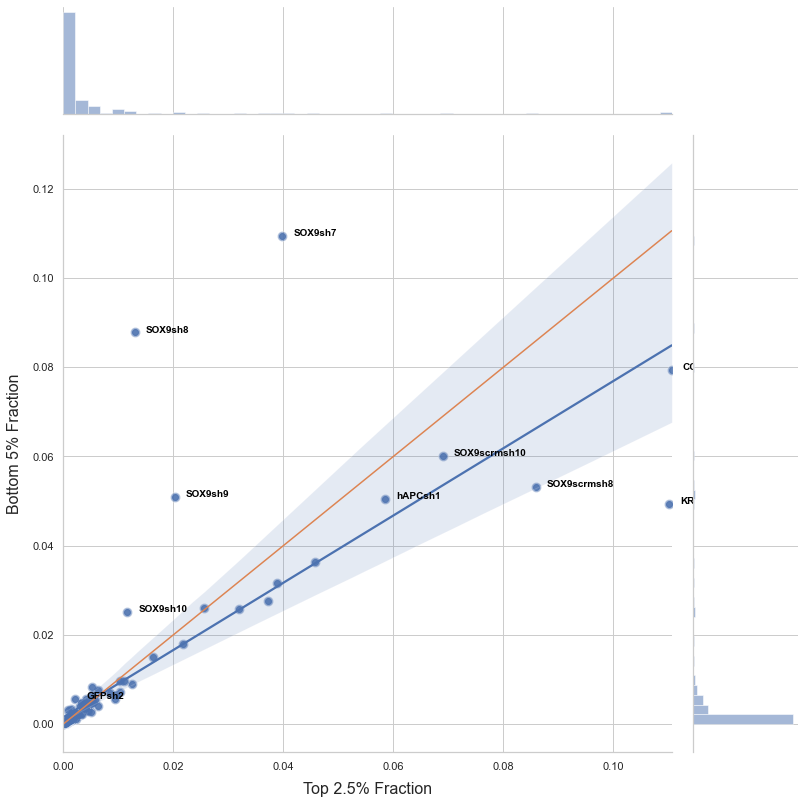 0.12
SOX9sh7
0.10
SOX9sh8
0.08
0.06
SOX9scrmsh10
SOX9scrmsh8
hAPCsh1
SOX9sh9
KR
0.04
SOX9sh10
0.02
GFPsh2
0.00
Bottom 5% Fraction
0.00 0.02 0.04 0.06 0.08 0.10
Top 2.5% Fraction